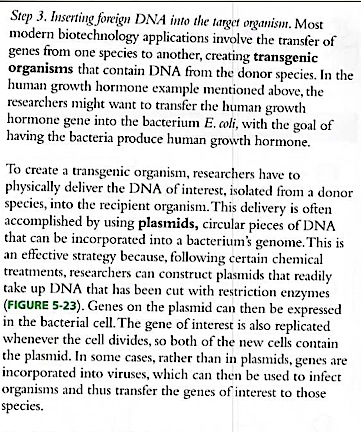 Step 3. Inserting foreign DNA into the target organism. Most
modern biotechnology applications involve the transfer of
genes from one species to another, creating transgenic
organisms that contain DNA from the donor species. In the
human growth hormone example mentioned above, the
researchers might want to transfer the human growth
hormone gene into the bacterium E. coli, with the goal of
having the bacteria produce human growth hormone.
To create a transgenic organism, researchers have to
physically deliver the DNA of interest, isolated from a donor
species, into the recipient organism. This delivery is often
accomplished by using plasmids, circular pieces of DNA
that can be incorporated into a bacterium's genome. This is
an effective strategy because, following certain chemical
treatments, researchers can construct plasmids that readily
take up DNA that has been cut with restriction enzymes
(FIGURE 5-23). Genes on the plasmid can then be expressed
in the bacterial cell. The gene of interest is also replicated
whenever the cell divides, so both of the new cells contain
the plasmid. In some cases, rather than in plasmids, genes are
incorporated into viruses, which can then be used to infect
organisms and thus transfer the genes of interest to those
species.